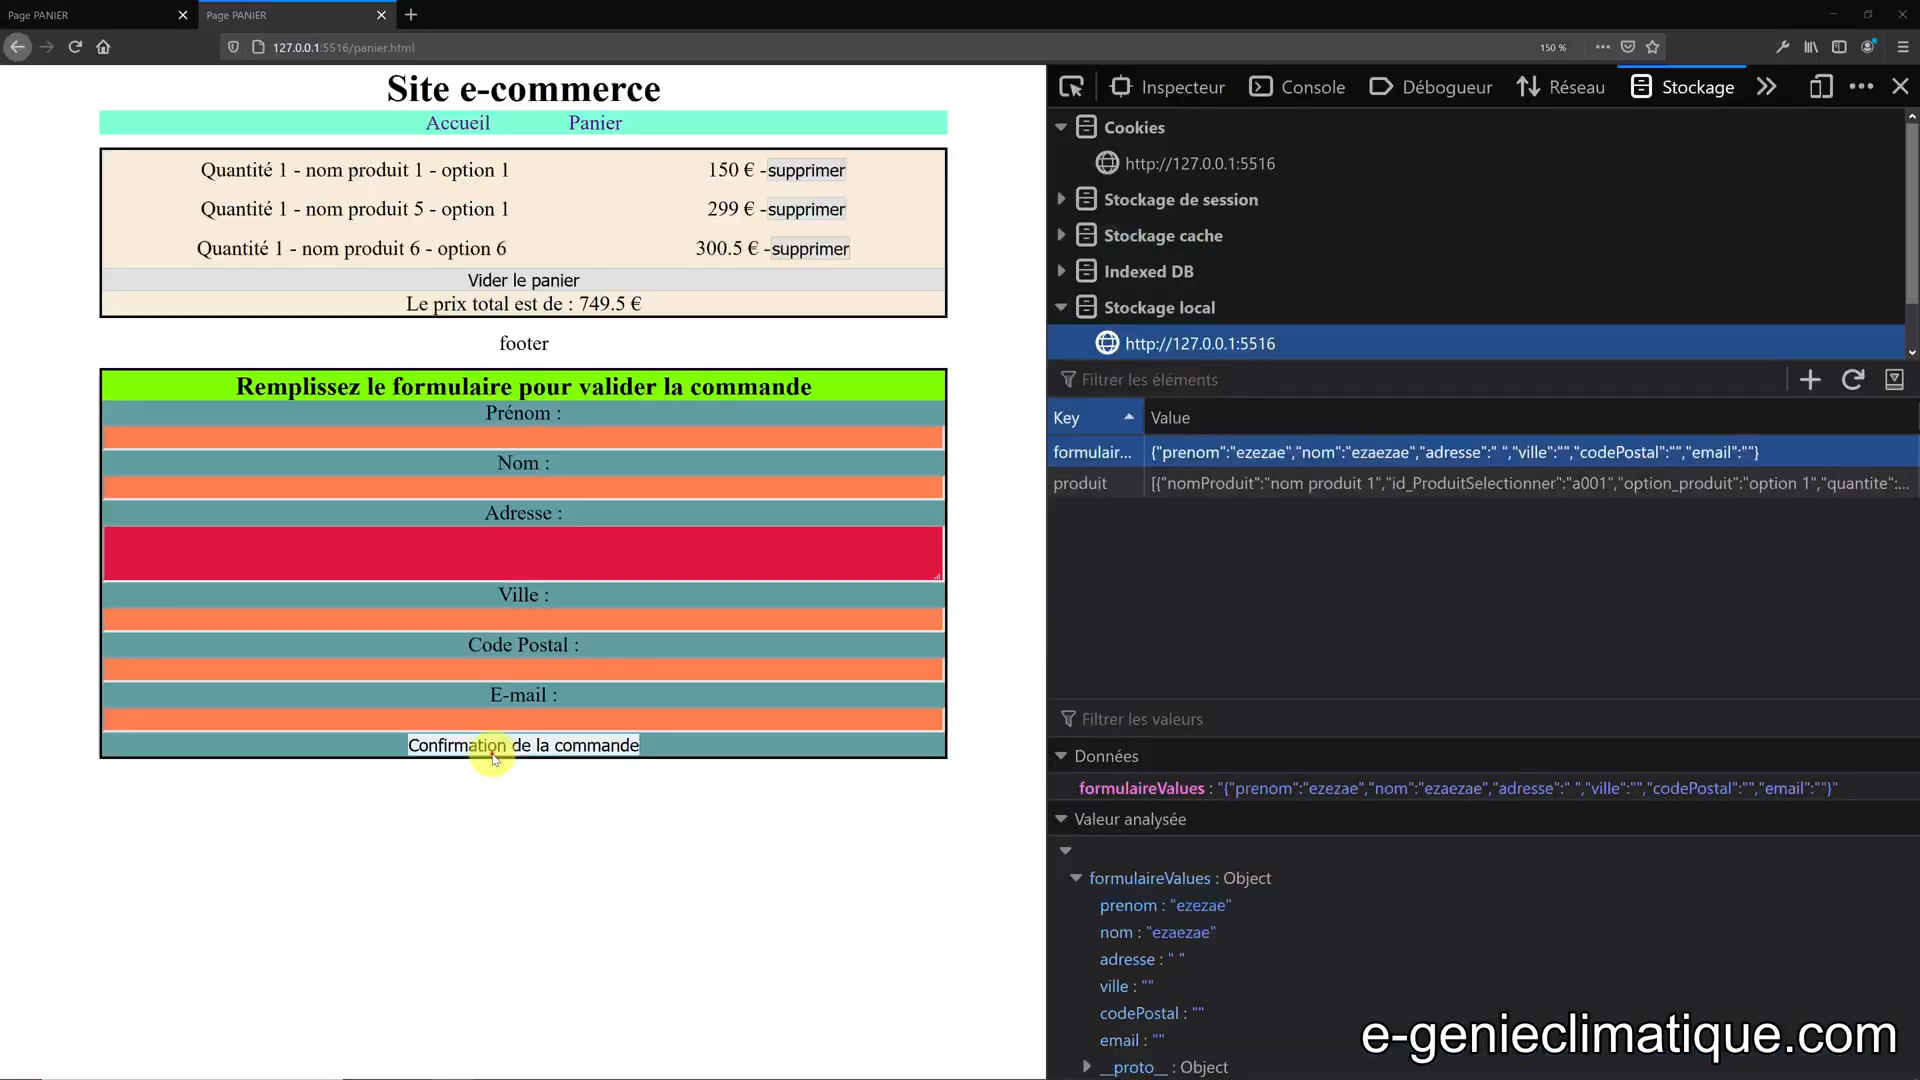 Page PANIER
Page PANIER
127.0.0.1:5516/panier.html
150 %
Site e-commerce
Accueil
Panier
Quantité 1 - nom produit 1 - option 1
150 € -supprimer
Quantité 1 - nom produit 5 - option 1
299 € -supprimer
Quantité 1 - nom produit 6 - option 6
300.5 € -supprimer
Vider le panier
Le prix total est de : 749.5 €
footer
Remplissez le formulaire pour valider la commande
Prénom :
Nom :
Adresse :
Ville :
Code Postal :
E-mail :
Confirmation de la commande
Inspecteur
Console
Débogueur
Réseau
Stockage
Cookies
http://127.0.0.1:5516
Stockage de session
Stockage cache
Indexed DB
Stockage local
http://127.0.0.1:5516
Filtrer les éléments
Key
Value
formulair...
{"prenom":"ezezae","nom":"ezaezae","adresse":" ","ville":"","codePostal":"","email":""}
produit
[{"nomProduit":"nom produit 1","id_ProduitSelectionner":"a001","option_produit":"option 1","quantite":...
Filtrer les valeurs
Données
formulaireValues : "{"prenom":"ezezae","nom":"ezaezae","adresse":" ","ville":"","codePostal":"","email":""}"
Valeur analysée
formulaireValues : Object
prenom : "ezezae"
nom : "ezaezae"
adresse : " "
ville : ""
codePostal : ""
email : ""
__proto__ : Object
e-genieclimatique.com